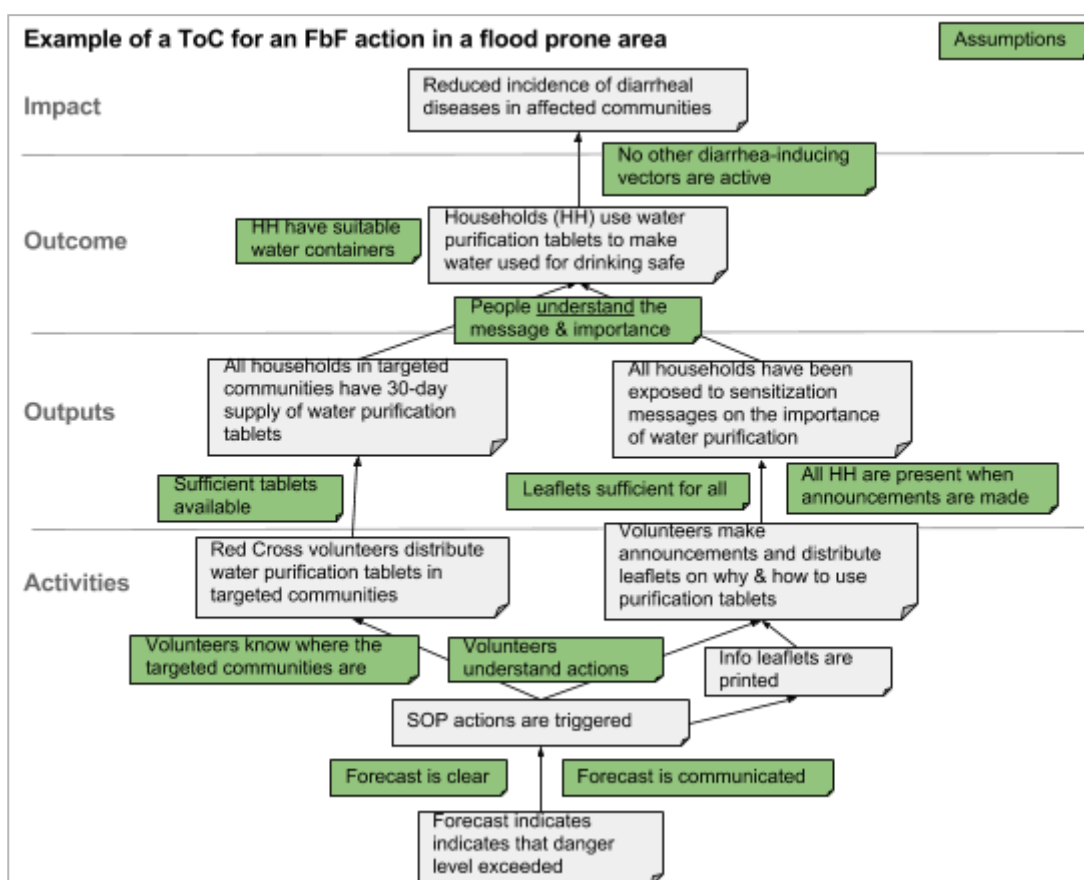 Example of a ToC for an FbF action in a flood prone area
Assumptions
Impact
Reduced incidence of diarrheal
diseases in affected communities
No other diarrhea-inducing
vectors are active
Outcome
HH have suitable
water containers
Households (HH) use water
purification tablets to make
water used for drinking safe
People understand the
message & importance
Outputs
All households in targeted
communities have 30-day
supply of water purification
tablets
All households have been
exposed to sensitization
messages on the importance
of water purification
Sufficient tablets
available
Leaflets sufficient for all
All HH are present when
announcements are made
Activities
Red Cross volunteers distribute
water purification tablets in
targeted communities
Volunteers make
announcements and distribute
leaflets on why & how to use
purification tablets
Volunteers know where the
targeted communities are
Volunteers
understand actions
Info leaflets are
printed
SOP actions are triggered
Forecast is clear
Forecast is communicated
Forecast indicates
indicates that danger
level exceeded